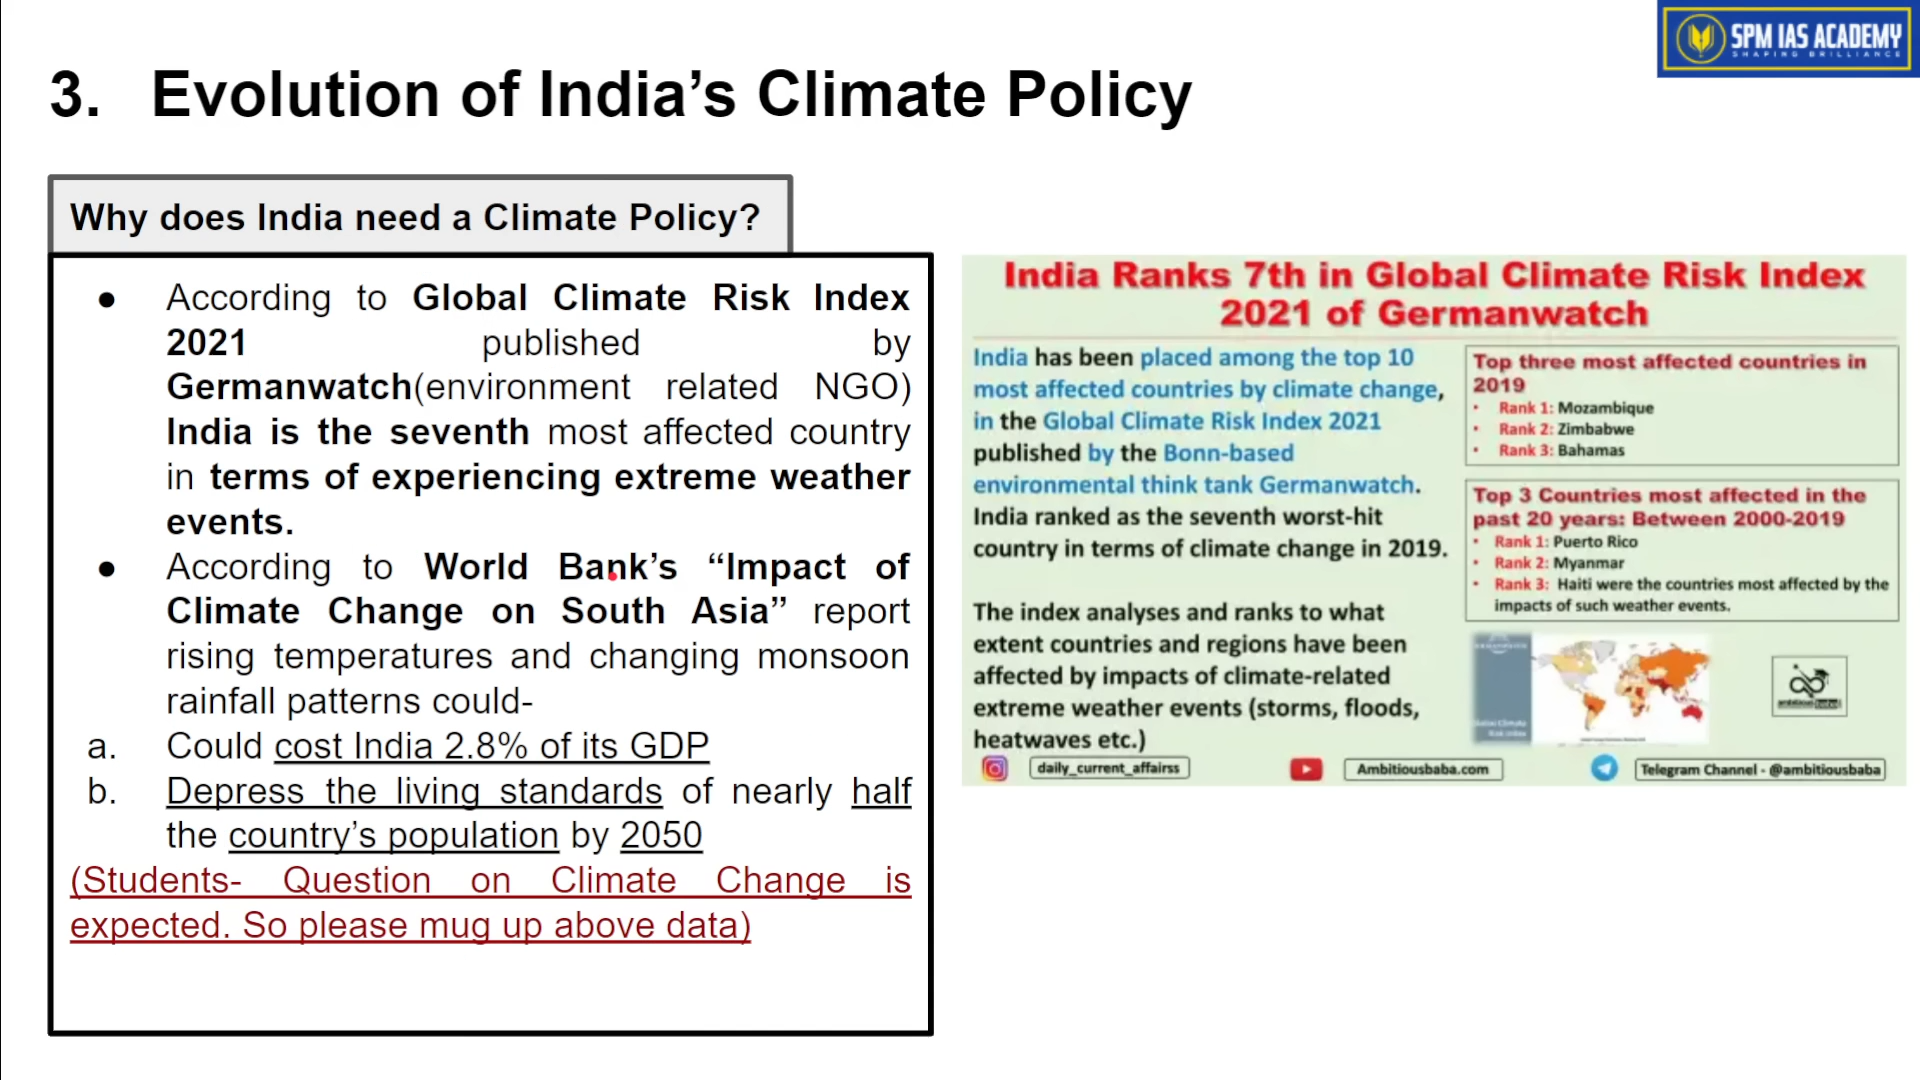 SPM IAS ACADEMY
SHAPING BRILLIANCE
3. Evolution of India’s Climate Policy
Why does India need a Climate Policy?
● According to Global Climate Risk Index
2021 published by
Germanwatch(environment related NGO)
India is the seventh most affected country
in terms of experiencing extreme weather
events.
● According to World Bank’s “Impact of
Climate Change on South Asia” report
rising temperatures and changing monsoon
rainfall patterns could-
a. Could cost India 2.8% of its GDP
b. Depress the living standards of nearly half
the country’s population by 2050
(Students- Question on Climate Change is
expected. So please mug up above data)
India Ranks 7th in Global Climate Risk Index
2021 of Germanwatch
India has been placed among the top 10
most affected countries by climate change,
in the Global Climate Risk Index 2021
published by the Bonn-based
environmental think tank Germanwatch.
India ranked as the seventh worst-hit
country in terms of climate change in 2019.
The index analyses and ranks to what
extent countries and regions have been
affected by impacts of climate-related
extreme weather events (storms, floods,
heatwaves etc.)
Top three most affected countries in
2019
• Rank 1: Mozambique
• Rank 2: Zimbabwe
• Rank 3: Bahamas
Top 3 Countries most affected in the
past 20 years: Between 2000-2019
• Rank 1: Puerto Rico
• Rank 2: Myanmar
• Rank 3: Haiti were the countries most affected by the
impacts of such weather events.
daily_current_affairss
Ambitiousbaba.com
Telegram Channel - @ambitiousbaba